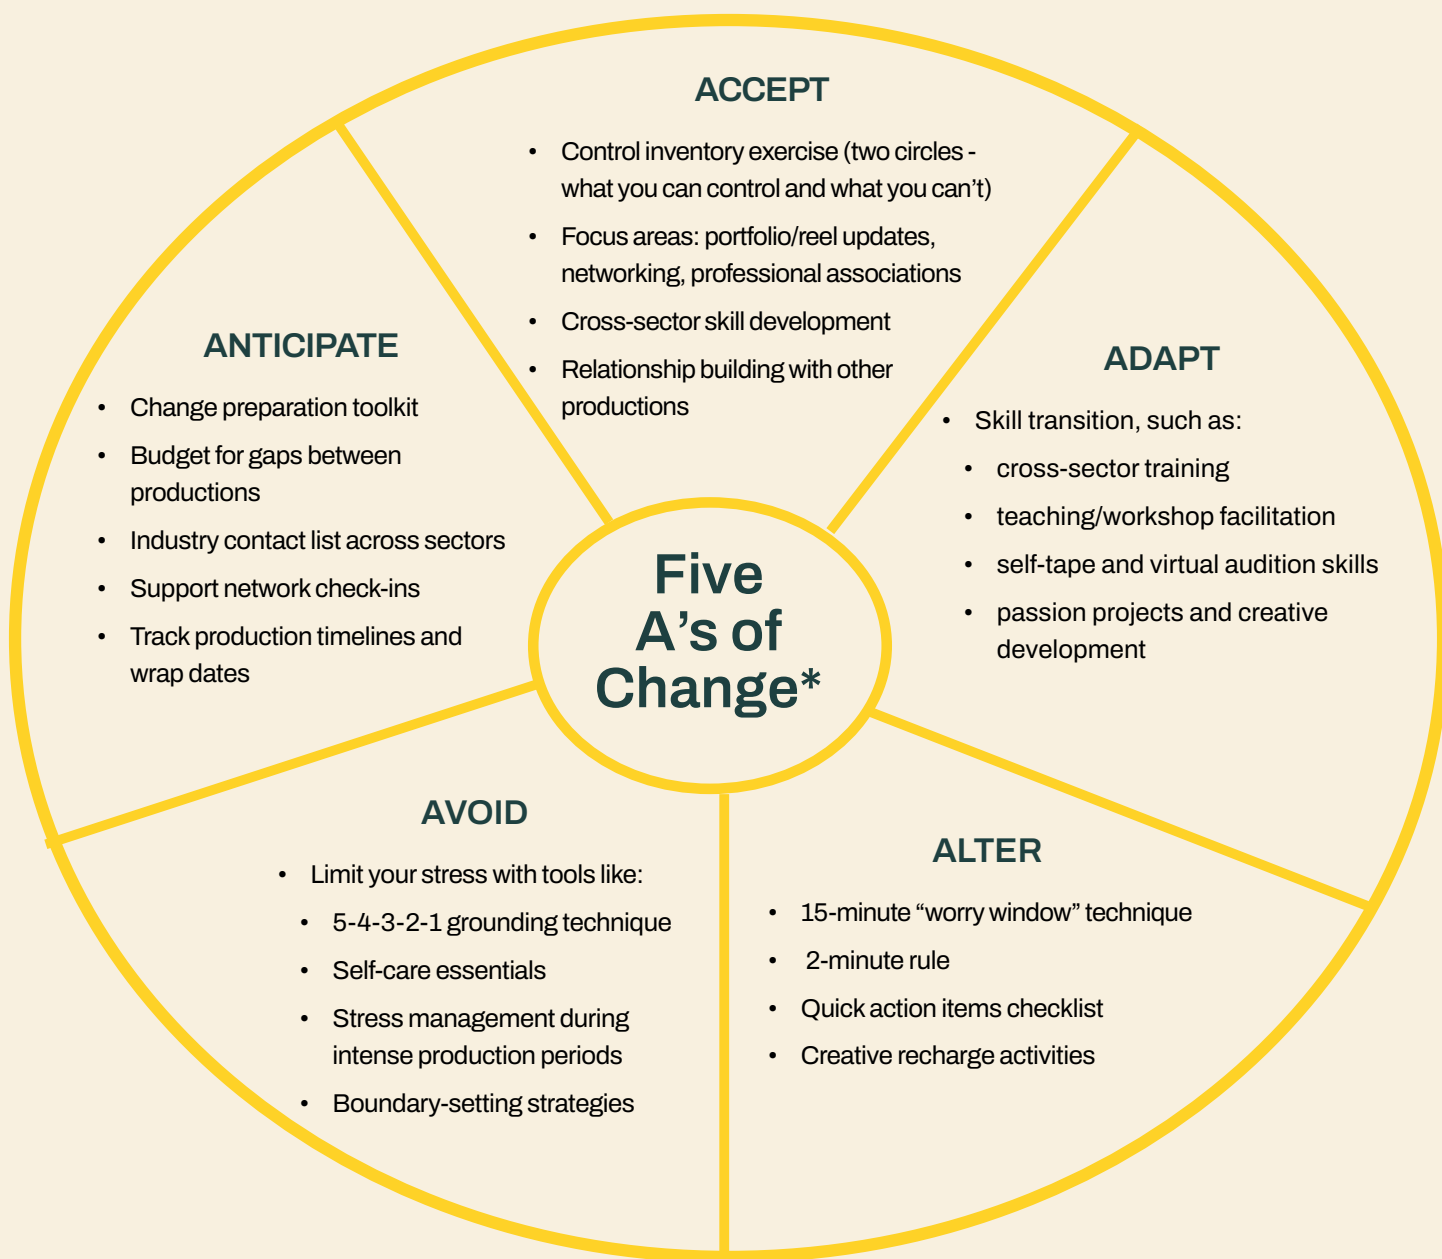 ACCEPT
• Control inventory exercise (two circles -
what you can control and what you can’t)
• Focus areas: portfolio/reel updates,
networking, professional associations
• Cross-sector skill development
• Relationship building with other
productions
ADAPT
• Skill transition, such as:
• cross-sector training
• teaching/workshop facilitation
• self-tape and virtual audition skills
• passion projects and creative
development
ALTER
• 15-minute “worry window” technique
• 2-minute rule
• Quick action items checklist
• Creative recharge activities
AVOID
• Limit your stress with tools like:
• 5-4-3-2-1 grounding technique
• Self-care essentials
• Stress management during
intense production periods
• Boundary-setting strategies
ANTICIPATE
• Change preparation toolkit
• Budget for gaps between
productions
• Industry contact list across sectors
• Support network check-ins
• Track production timelines and
wrap dates
Five
A’s of
Change*